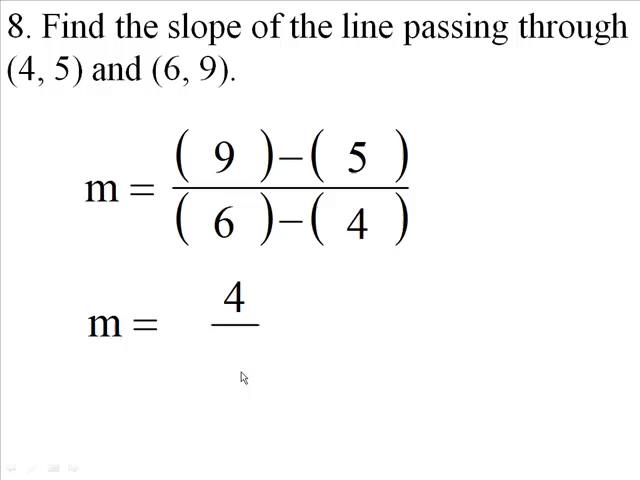 8. Find the slope of the line passing through
(4, 5) and (6, 9).
( 9 ) − ( 5 )
m =
( 6 ) − ( 4 )
4
m =